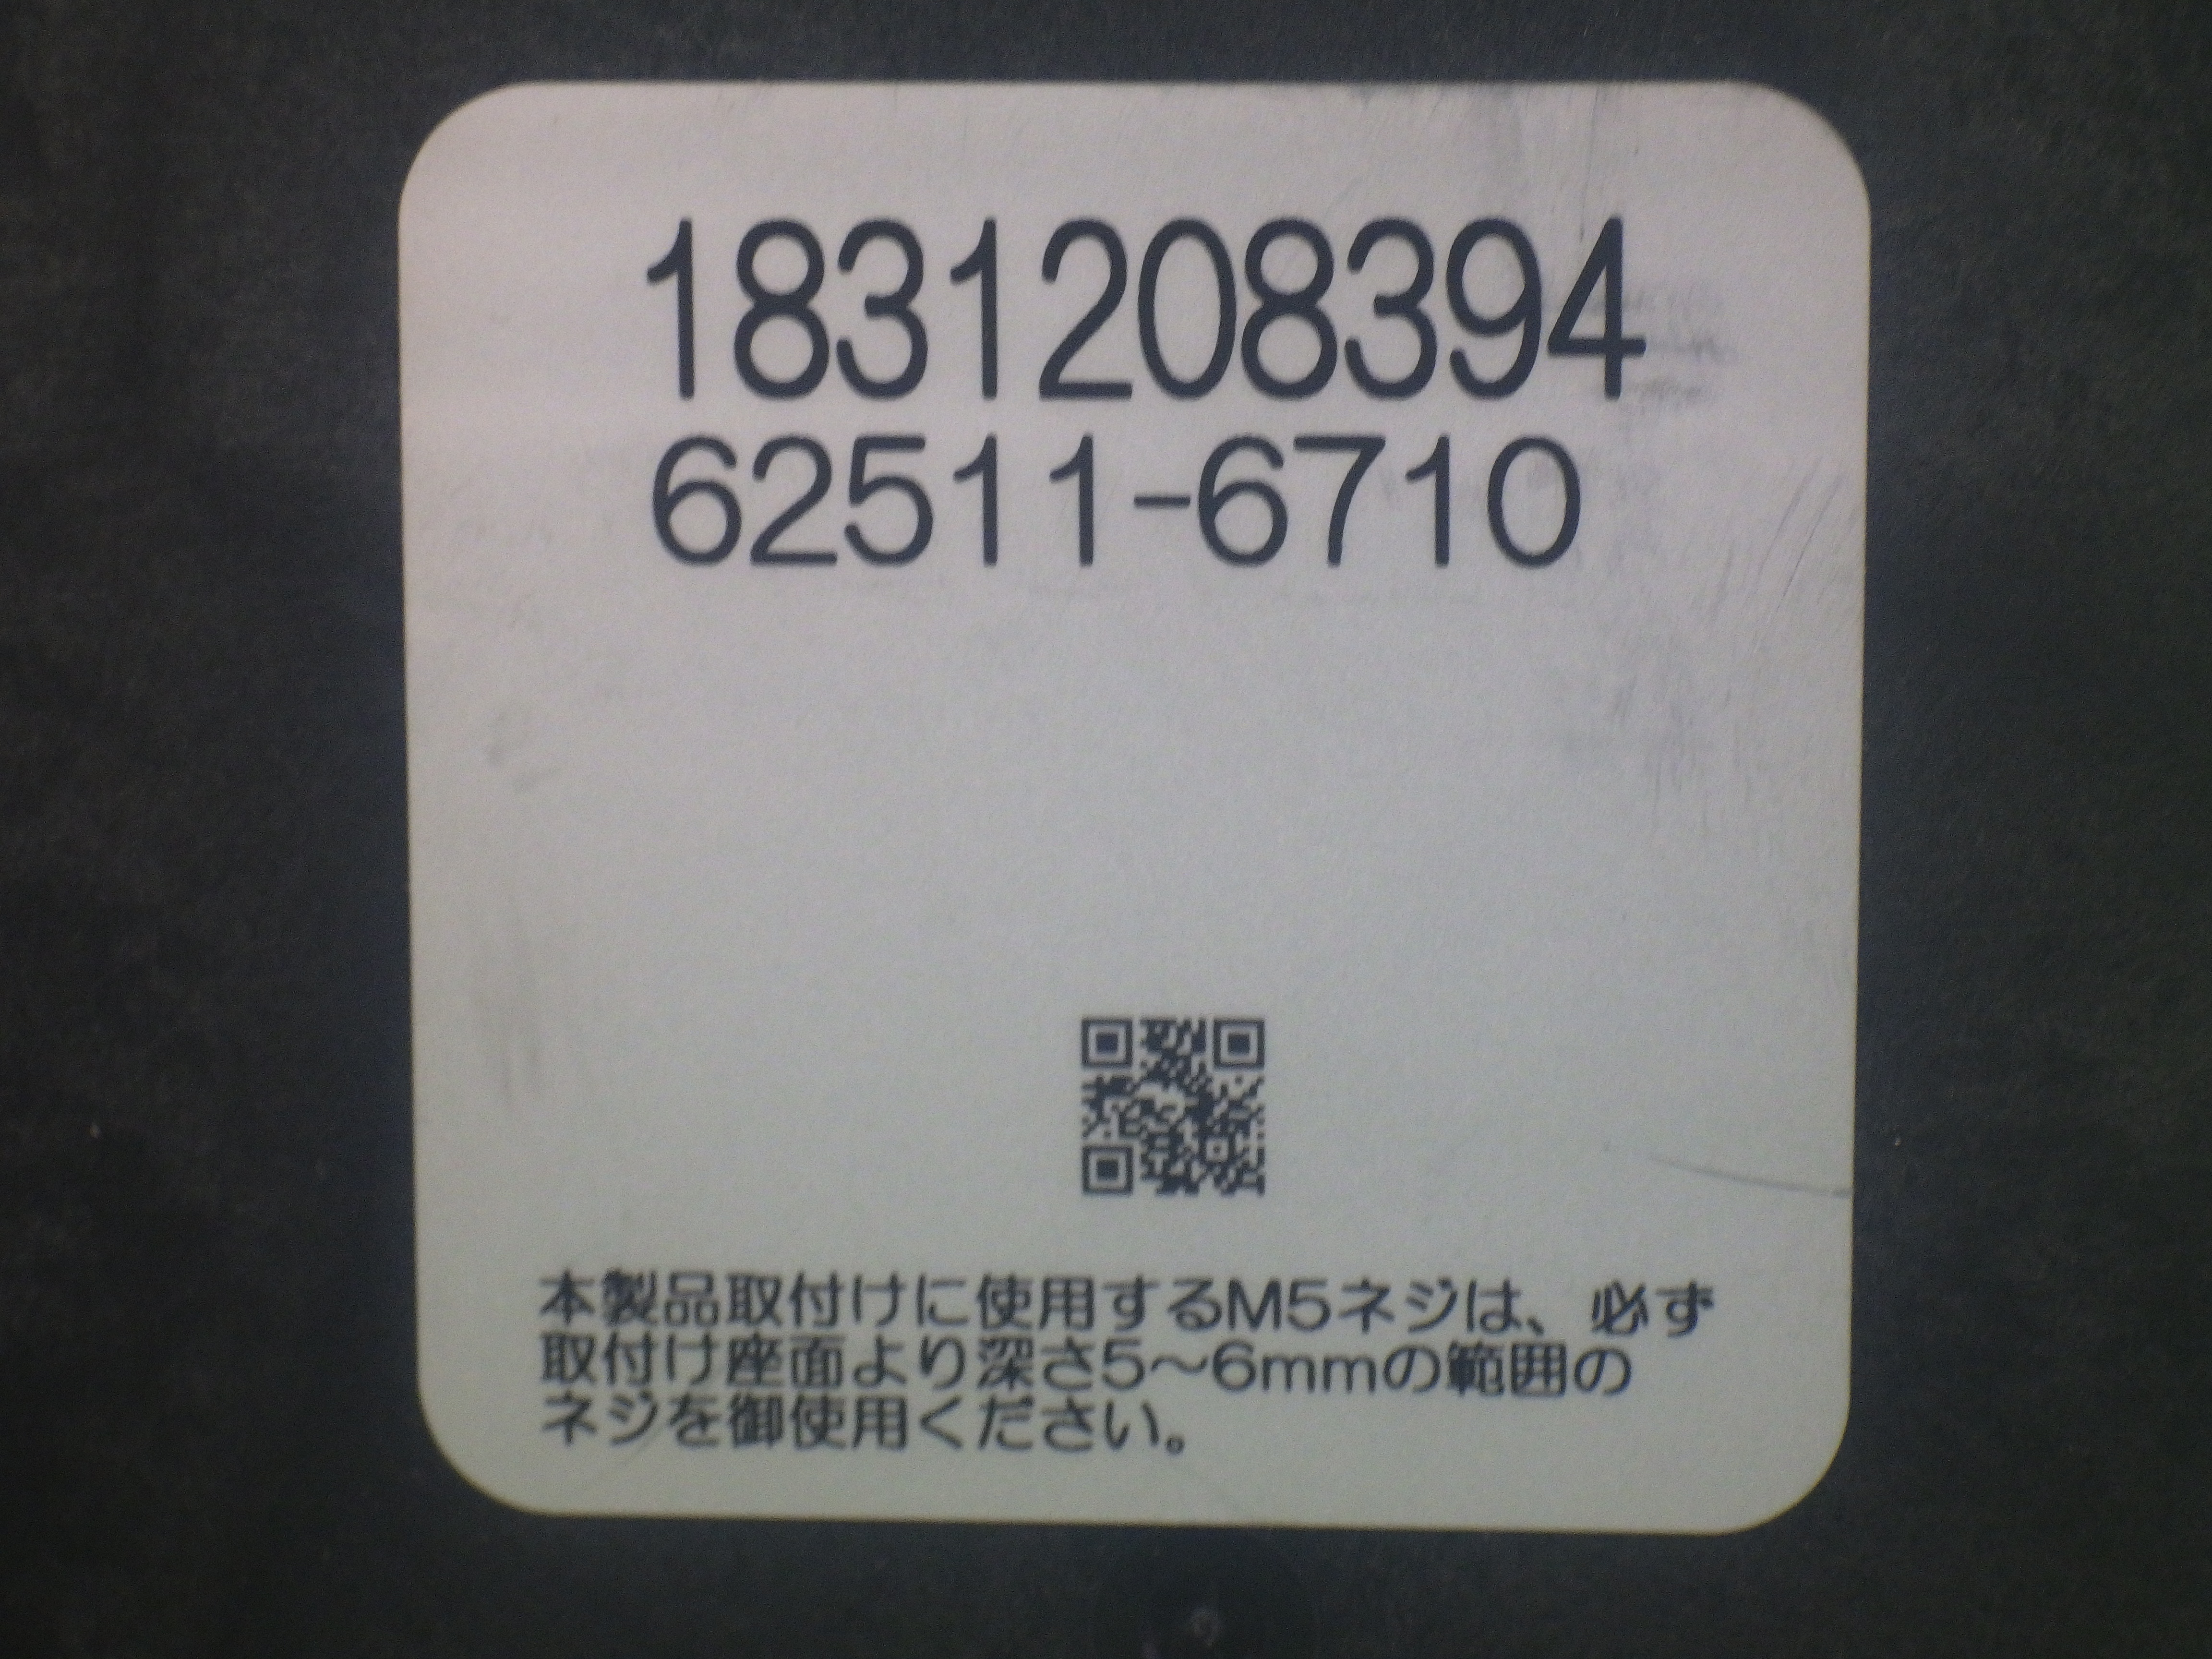 1831208394
62511-6710
本製品取付けに使用するM5ネジは、必ず
取付け座面より深さ5～6mmの範囲の
ネジを御使用ください。